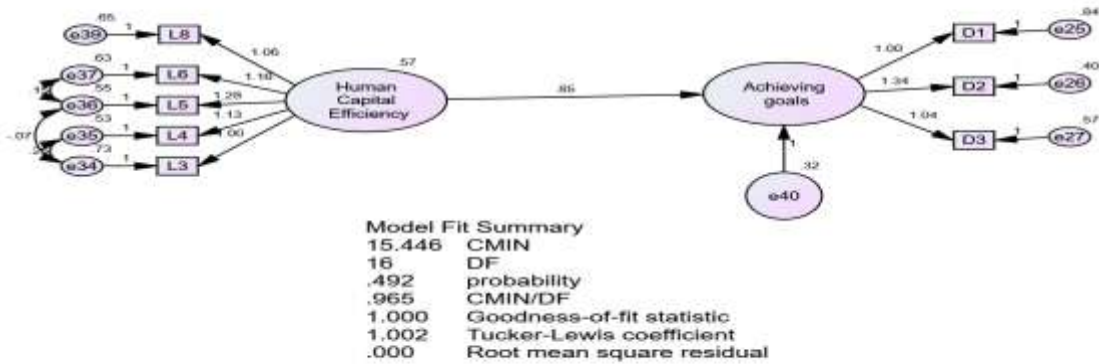 .65
e39 1 L8
.63
e37 1 L6
.55
e36 1 L5
.53
e35 1 L4
.73
e34 1 L3
-.07
1.06
1.16
1.28
1.13
1.00
.57
Human
Capital
Efficiency
.85
Achieving
goals
1.00
1.34
1.04
D1 1 e25
.84
D2 1 e26
.40
D3 1 e27
.57
1
.32
e40
Model Fit Summary
15.446 CMIN
16 DF
.492 probability
.965 CMIN/DF
1.000 Goodness-of-fit statistic
1.002 Tucker-Lewis coefficient
.000 Root mean square residual